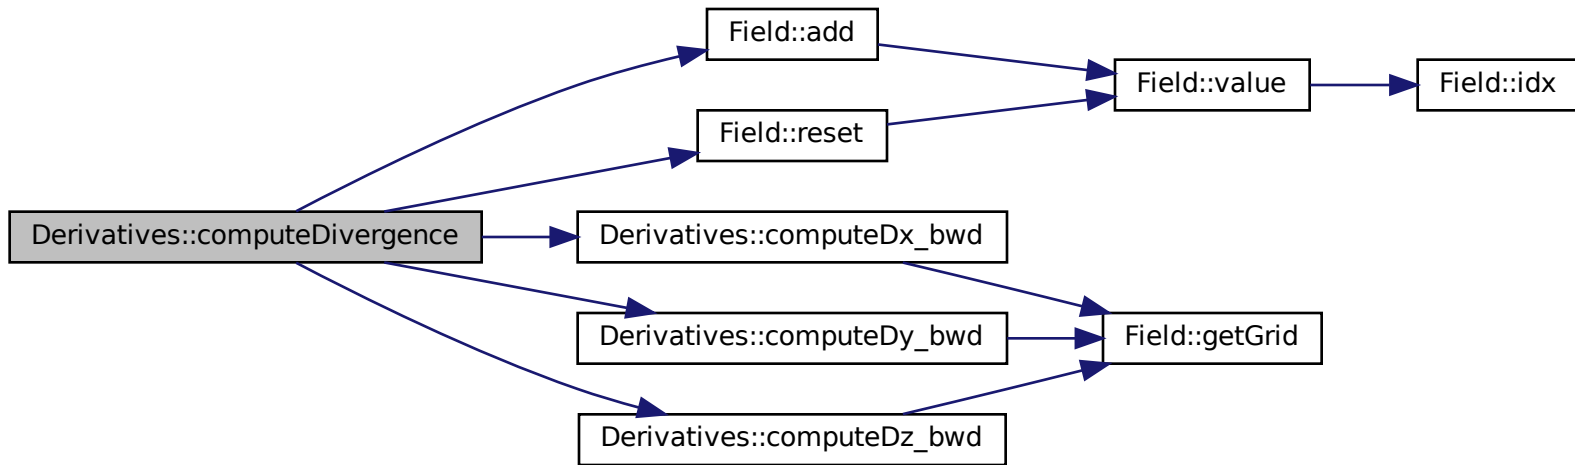 Field::add
Field::value
Field::idx
Field::reset
Derivatives::computeDivergence
Derivatives::computeDx_bwd
Derivatives::computeDy_bwd
Field::getGrid
Derivatives::computeDz_bwd